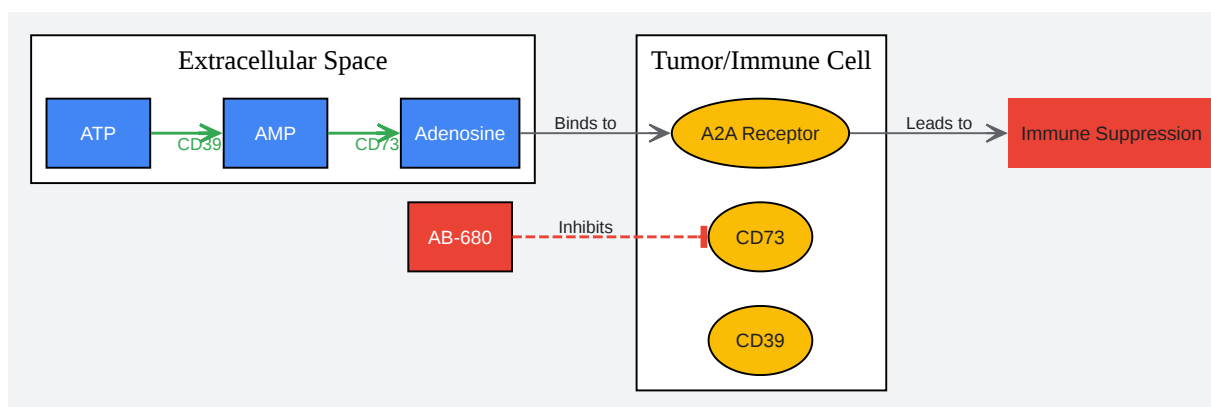 Extracellular Space
ATP
CD39
AMP
CD73
Adenosine
Binds to
Tumor/Immune Cell
A2A Receptor
Leads to
Immune Suppression
AB-680
Inhibits
CD73
CD39